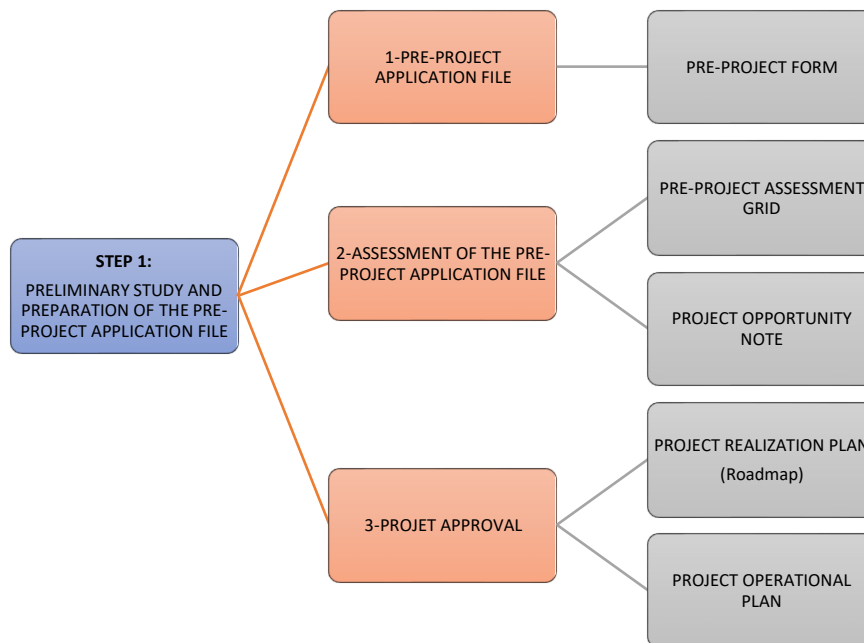 1-PRE-PROJECT
APPLICATION FILE
PRE-PROJECT FORM
PRE-PROJECT ASSESSMENT
GRID
2-ASSESSMENT OF THE PRE-
PROJECT APPLICATION FILE
STEP 1:
PRELIMINARY STUDY AND
PREPARATION OF THE PRE-
PROJECT APPLICATION FILE
PROJECT OPPORTUNITY
NOTE
PROJECT REALIZATION PLAN
(Roadmap)
3-PROJET APPROVAL
PROJECT OPERATIONAL
PLAN